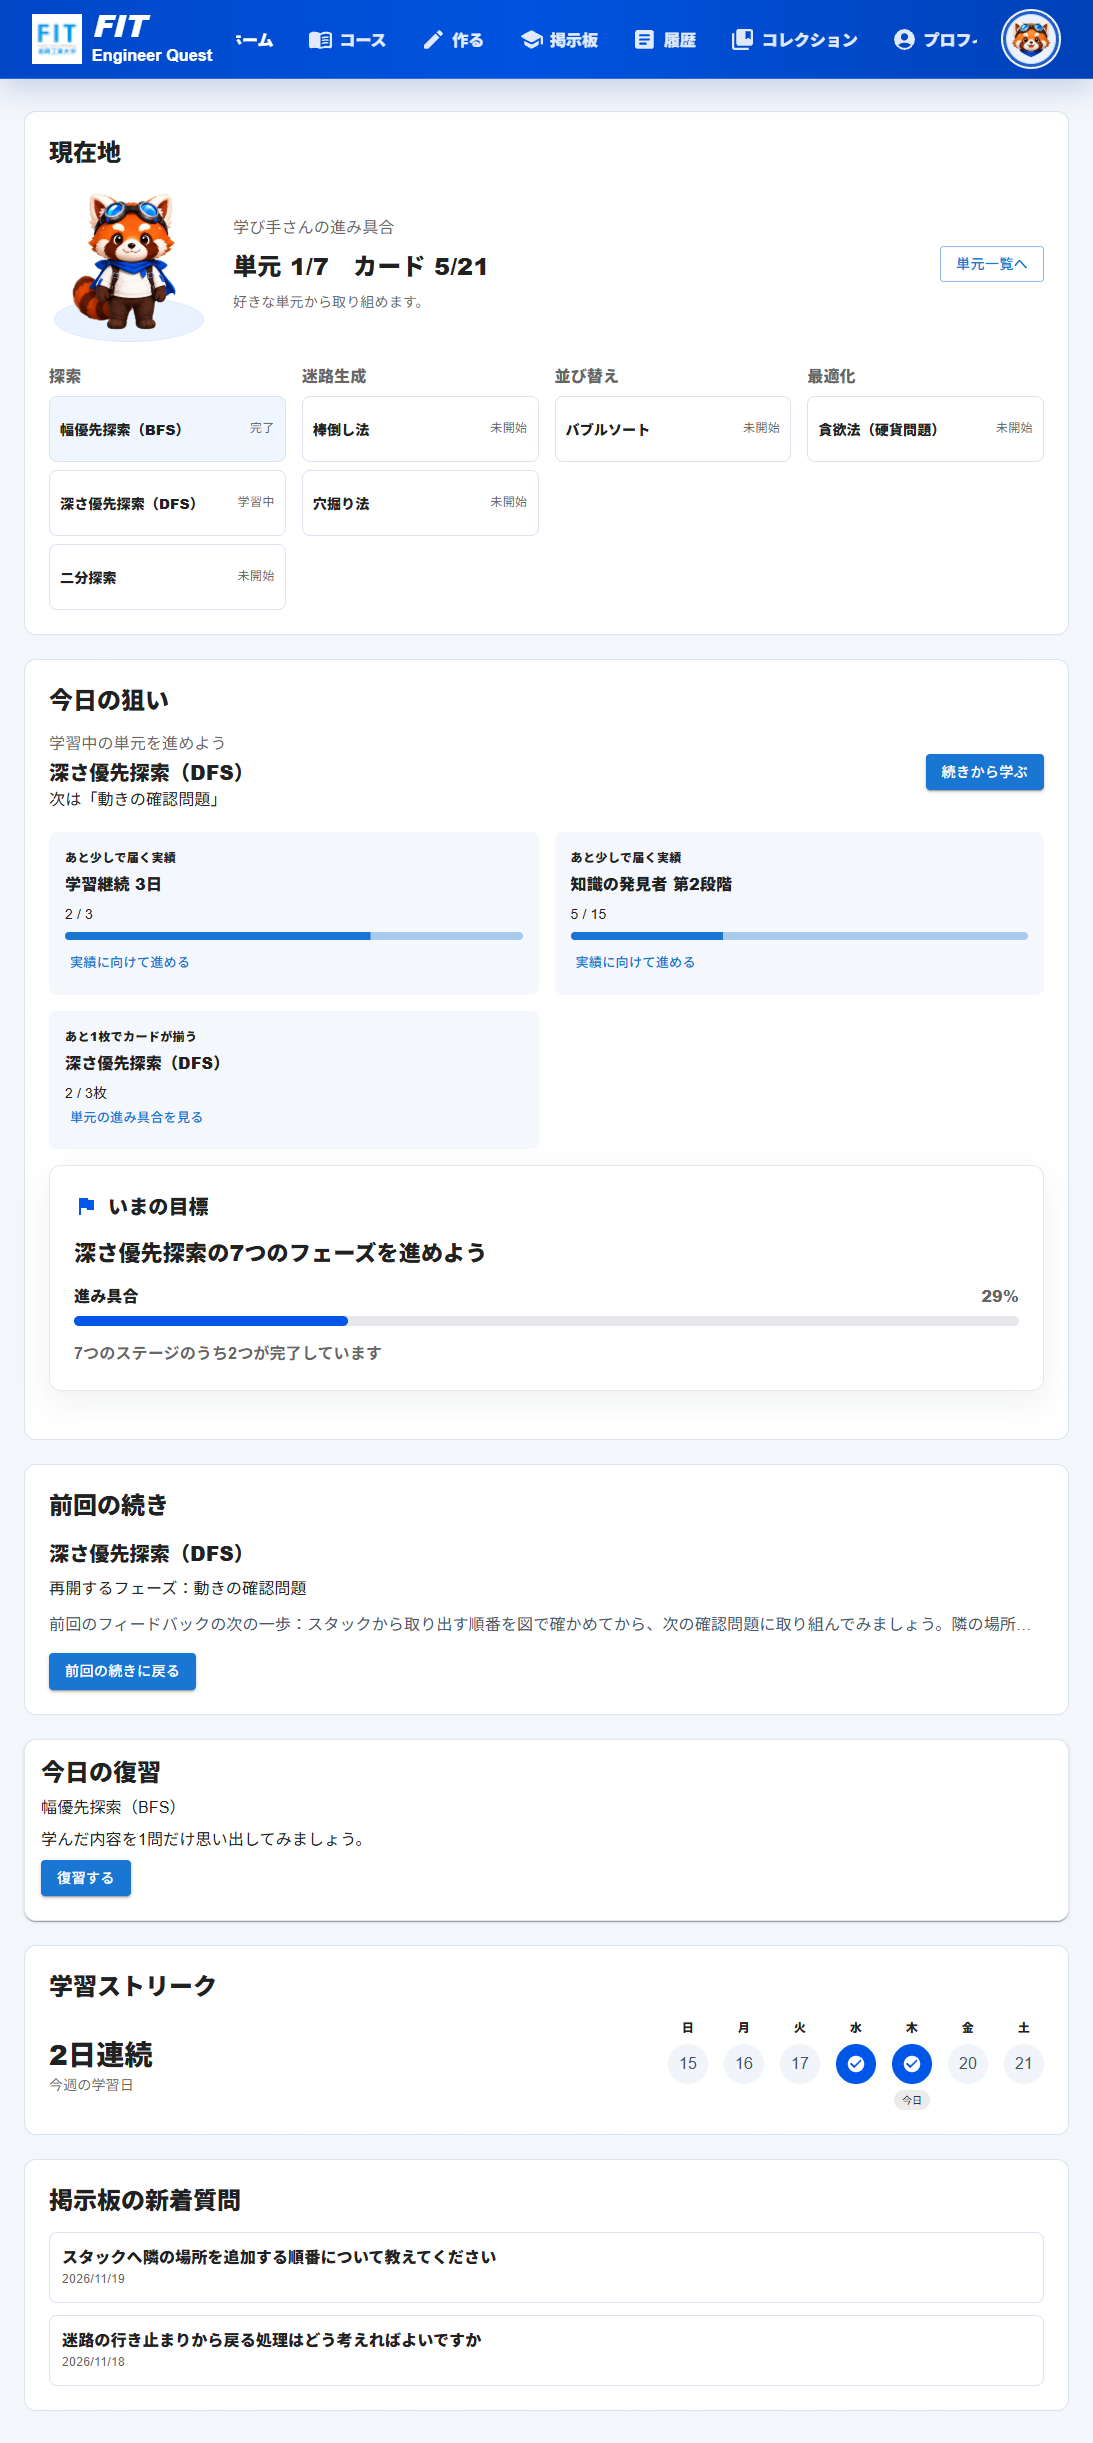 FIT
福岡工業大学
FIT
Engineer Quest
ーム
コース
作る
掲示板
履歴
コレクション
プロフィ
現在地
学び手さんの進み具合
単元 1/7 カード 5/21
好きな単元から取り組めます。
単元一覧へ
探索
幅優先探索（BFS） 完了
深さ優先探索（DFS） 学習中
二分探索 未開始
迷路生成
棒倒し法 未開始
穴掘り法 未開始
並び替え
バブルソート 未開始
最適化
貪欲法（硬貨問題） 未開始
今日の狙い
学習中の単元を進めよう
深さ優先探索（DFS）
次は「動きの確認問題」
続きから学ぶ
あと少しで届く実績
学習継続 3日
2 / 3
実績に向けて進める
あと少しで届く実績
知識の発見者 第2段階
5 / 15
実績に向けて進める
あと1枚でカードが揃う
深さ優先探索（DFS）
2 / 3枚
単元の進み具合を見る
いまの目標
深さ優先探索の7つのフェーズを進めよう
進み具合 29%
7つのステージのうち2つが完了しています
前回の続き
深さ優先探索（DFS）
再開するフェーズ：動きの確認問題
前回のフィードバックの次の一歩：スタックから取り出す順番を図で確かめてから、次の確認問題に取り組んでみましょう。隣の場所…
前回の続きに戻る
今日の復習
幅優先探索（BFS）
学んだ内容を1問だけ思い出してみましょう。
復習する
学習ストリーク
2日連続
今週の学習日
日 月 火 水 木 金 土
15 16 17 20 21
今日
掲示板の新着質問
スタックへ隣の場所を追加する順番について教えてください
2026/11/19
迷路の行き止まりから戻る処理はどう考えればよいですか
2026/11/18